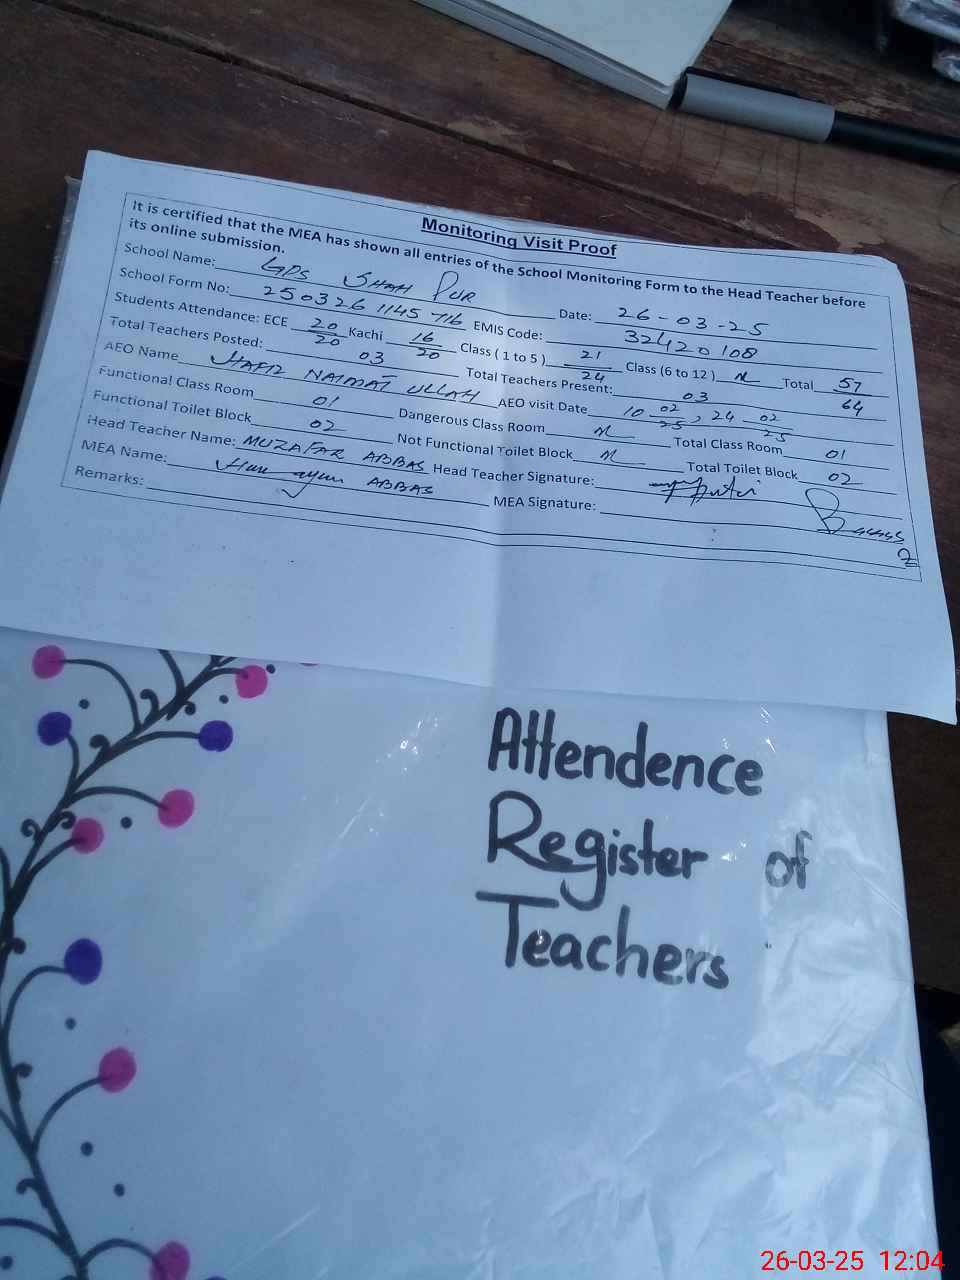 Monitoring Visit Proof
It is certified that the MEA has shown all entries of the School Monitoring Form to the Head Teacher before
its online submission.
School Name: GPS SHAH PUR Date: 26-03-25
School Form No: 250326 1145 716 EMIS Code: 32420108
Students Attendance: ECE 20/20 Kachi 16/20 Class ( 1 to 5 ) 21/24 Class (6 to 12 ) Total 57/64
Total Teachers Posted: 03 Total Teachers Present: 03
AEO Name HAFIZ NAIMAT ULLAH AEO visit Date 10 02/25, 24 02/25
Functional Class Room 01 Dangerous Class Room Total Class Room 01
Functional Toilet Block 02 Not Functional Toilet Block Total Toilet Block 02
Head Teacher Name: MUZAFAR ABBAS Head Teacher Signature:
MEA Name: ABBAS MEA Signature:
Remarks:
Attendence
Register of
Teachers
26-03-25 12:04